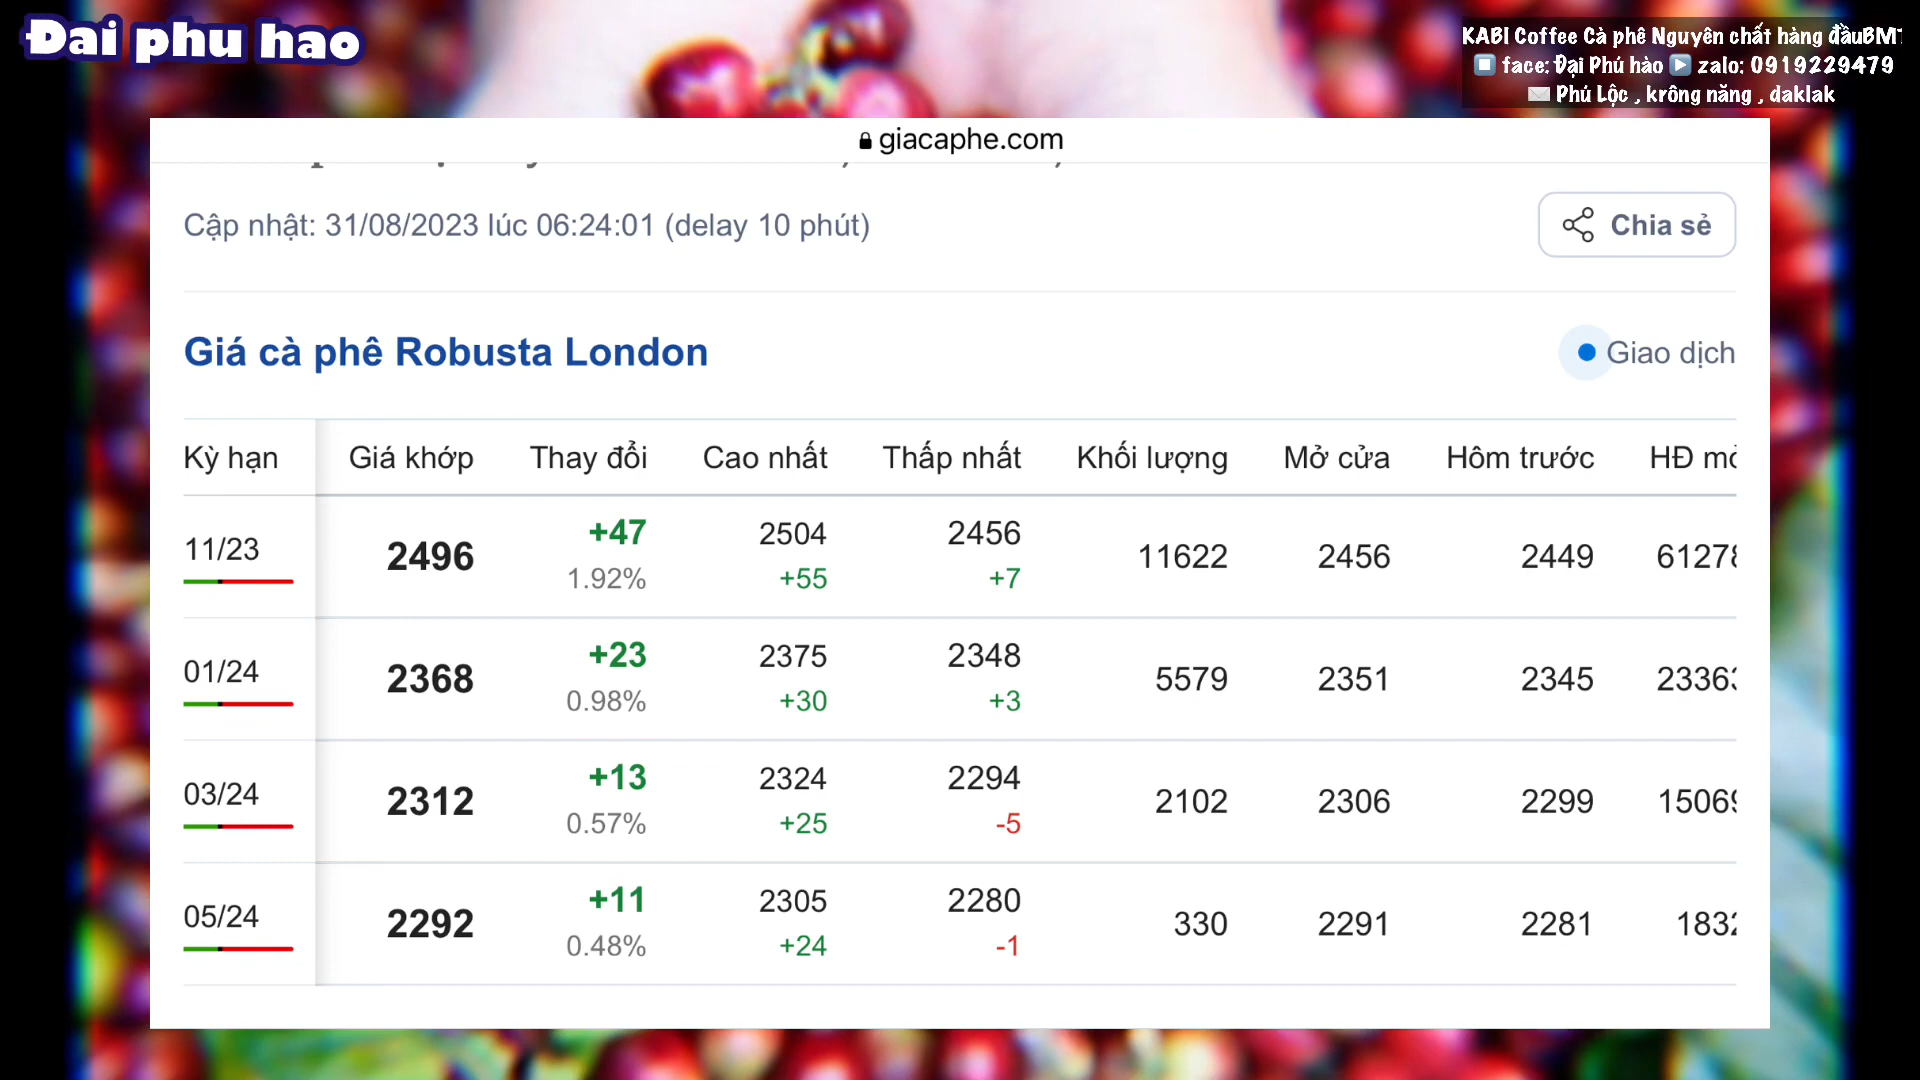 Đai phu hao
KABI Coffee Cà phê Nguyên chất hàng đầuBMT
face: Đại Phú hào zalo: 0919229479
Phú Lộc , krông năng , daklak
giacaphe.com
Cập nhật: 31/08/2023 lúc 06:24:01 (delay 10 phút)
Chia sẻ
Giá cà phê Robusta London
Giao dịch
Kỳ hạn Giá khớp Thay đổi Cao nhất Thấp nhất Khối lượng Mở cửa Hôm trước HĐ
11/23 2496 +47 1.92% 2504 +55 2456 +7 11622 2456 2449 61278
01/24 2368 +23 0.98% 2375 +30 2348 +3 5579 2351 2345 23363
03/24 2312 +13 0.57% 2324 +25 2294 -5 2102 2306 2299 15069
05/24 2292 +11 0.48% 2305 +24 2280 -1 330 2291 2281 1832